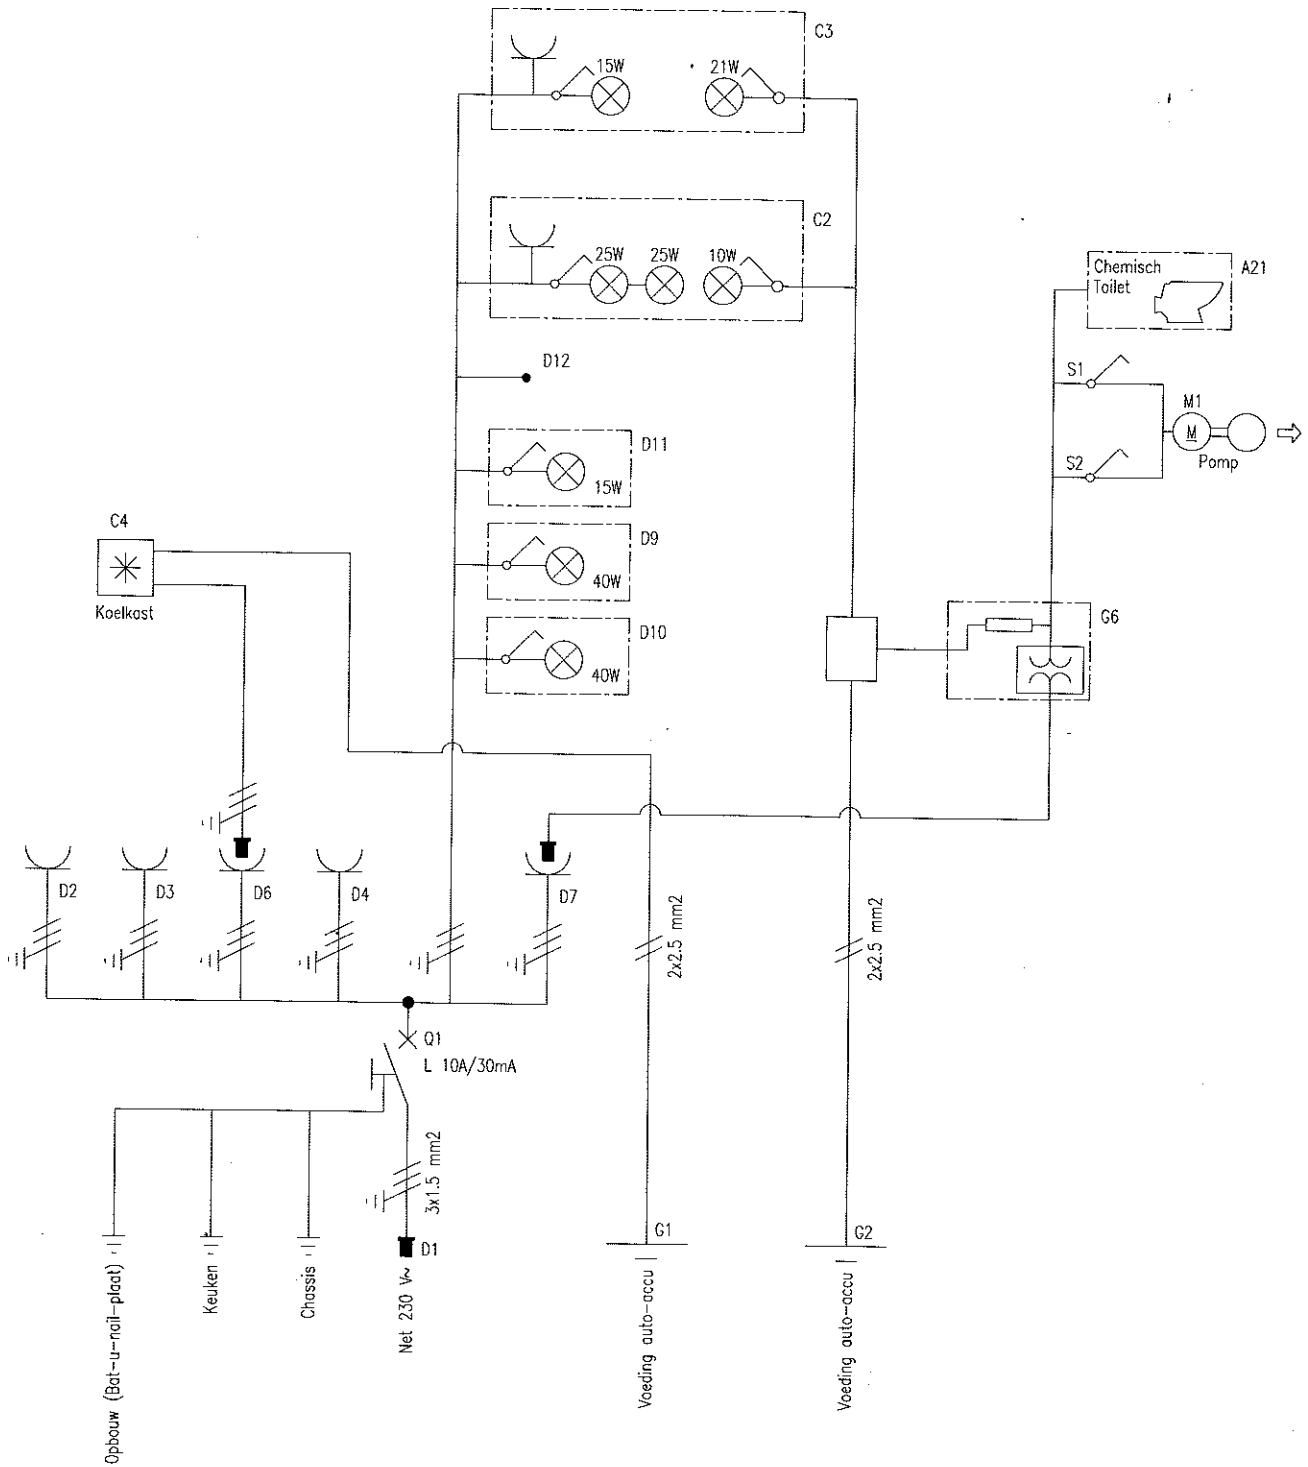 C3
15W
21W
C2
25W
25W
10W
Chemisch
Toilet
A21
D12
S1
M1
M
Pomp
S2
D11
15W
C4
Koelkast
D9
40W
D10
40W
G6
D2
D3
D6
D4
D7
2x2.5 mm2
2x2.5 mm2
Q1
L 10A/30mA
3x1.5 mm2
G1
G2
D1
Opbouw (Bat-u-nail-plaat)
Keuken
Chassis
Net 230 V~
Voeding auto-accu
Voeding auto-accu